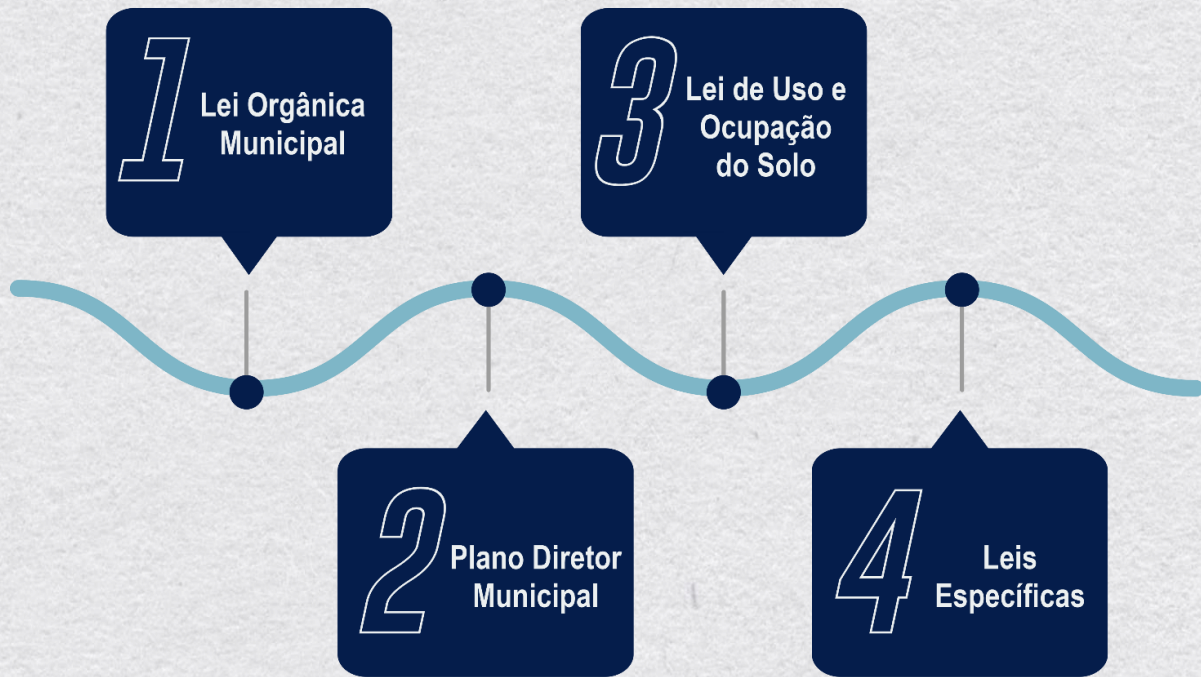 1
Lei Orgânica
Municipal
2
Plano Diretor
Municipal
3
Lei de Uso e
Ocupação
do Solo
4
Leis
Específicas